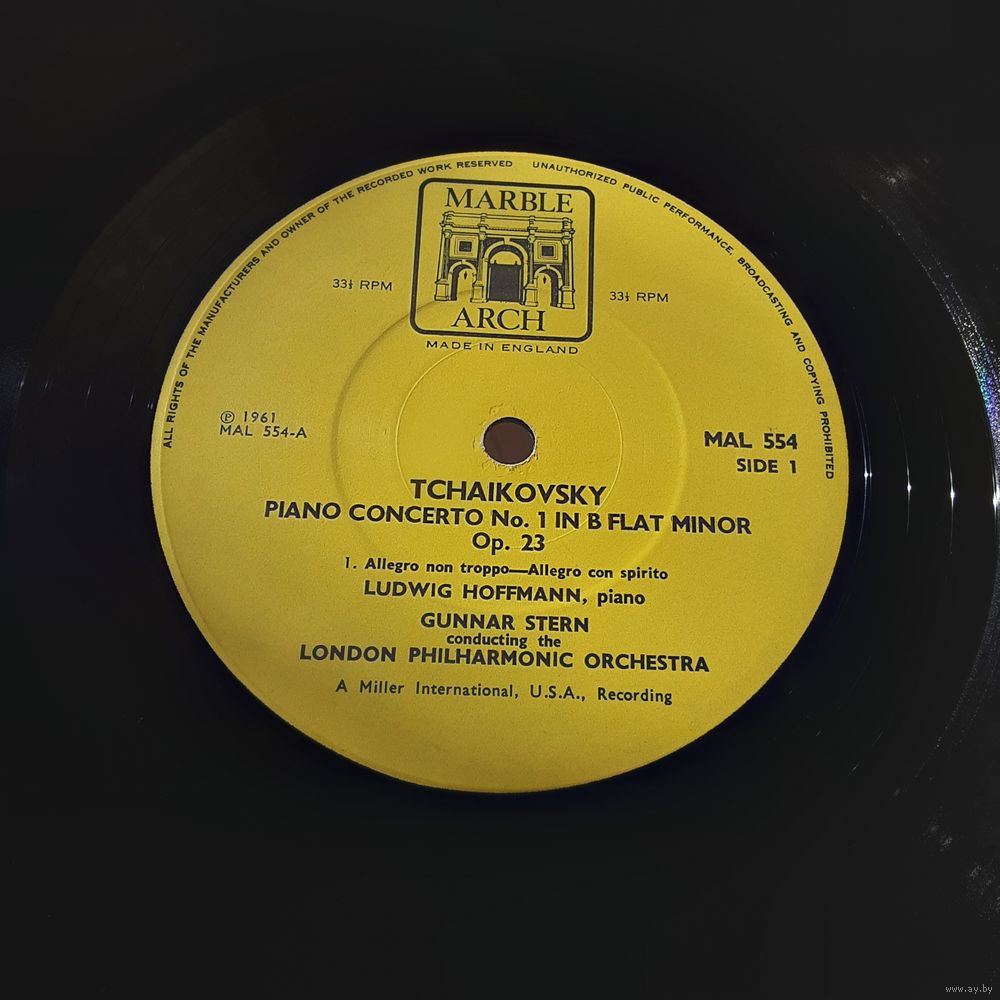 ALL RIGHTS OF THE MANUFACTURERS AND OWNER OF THE RECORDED WORK RESERVED UNAUTHORIZED PUBLIC PERFORMANCE, BROADCASTING AND COPYING PROHIBITED
MARBLE
ARCH
33⅓ RPM
33⅓ RPM
MADE IN ENGLAND
℗ 1961
MAL 554-A
MAL 554
SIDE 1
TCHAIKOVSKY
PIANO CONCERTO No. 1 IN B FLAT MINOR
Op. 23
1. Allegro non troppo—Allegro con spirito
LUDWIG HOFFMANN, piano
GUNNAR STERN
conducting the
LONDON PHILHARMONIC ORCHESTRA
A Miller International, U.S.A., Recording
www.ay.by